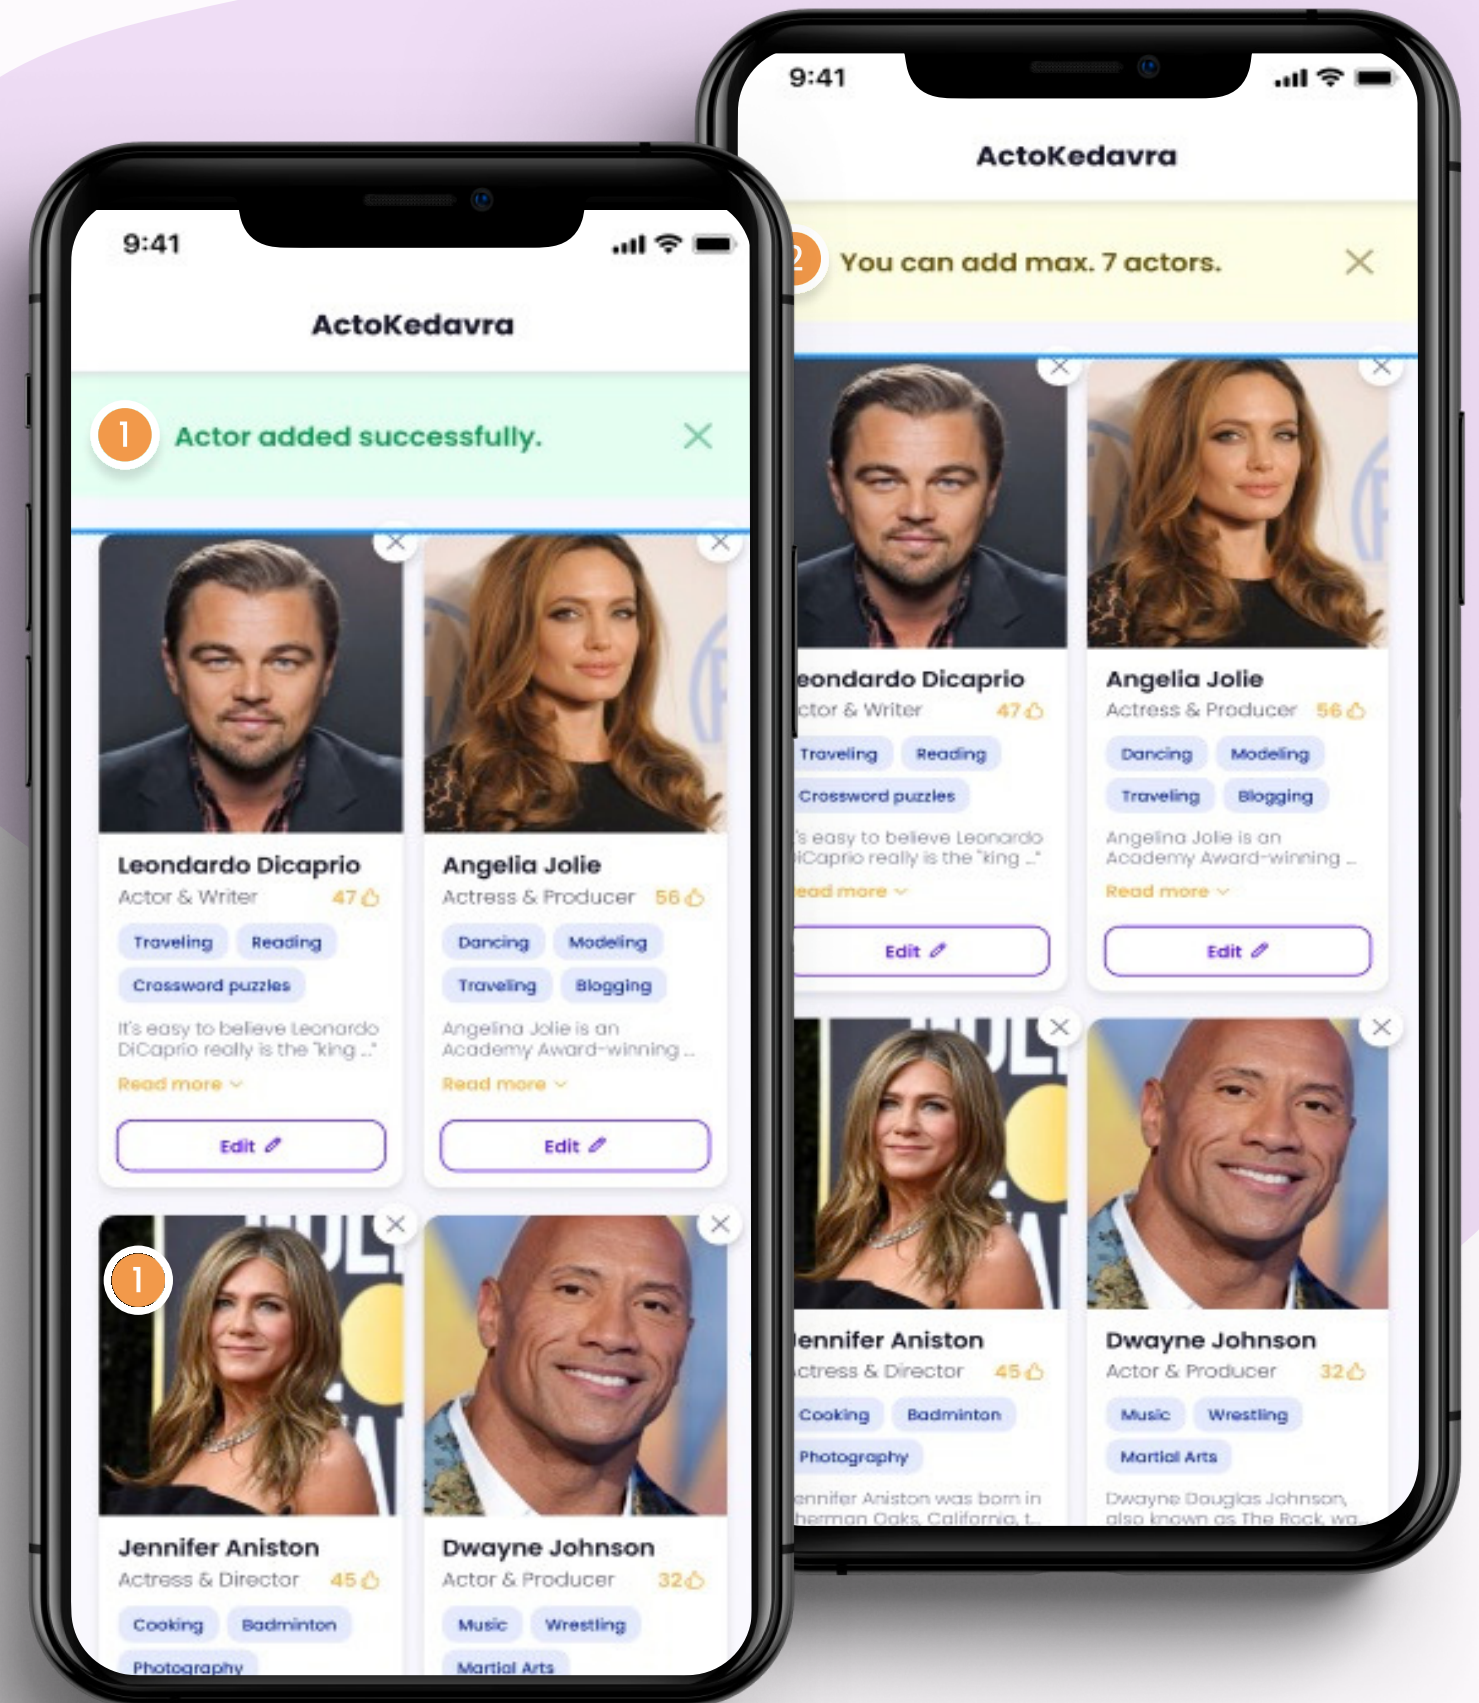 9:41
ActoKedavra
1
Actor added successfully.
Leondardo Dicaprio
Actor & Writer 47
Traveling Reading
Crossword puzzles
It's easy to believe Leonardo
DiCaprio really is the "king ..."
Read more
Edit
Angelia Jolie
Actress & Producer 56
Dancing Modeling
Traveling Blogging
Angelina Jolie is an
Academy Award-winning ...
Read more
Edit
1
Jennifer Aniston
Actress & Director 45
Cooking Badminton
Photography
Dwayne Johnson
Actor & Producer 32
Music Wrestling
Martial Arts
9:41
ActoKedavra
2
You can add max. 7 actors.
eondardo Dicaprio
ctor & Writer 47
Traveling Reading
Crossword puzzles
's easy to believe Leonardo
iCaprio really is the "king ..."
ead more
Edit
Angelia Jolie
Actress & Producer 56
Dancing Modeling
Traveling Blogging
Angelina Jolie is an
Academy Award-winning ...
Read more
Edit
ennifer Aniston
ctress & Director 45
Cooking Badminton
Photography
ennifer Aniston was born in
herman Oaks, California, t...
Dwayne Johnson
Actor & Producer 32
Music Wrestling
Martial Arts
Dwayne Douglas Johnson,
also known as The Rock, wa...